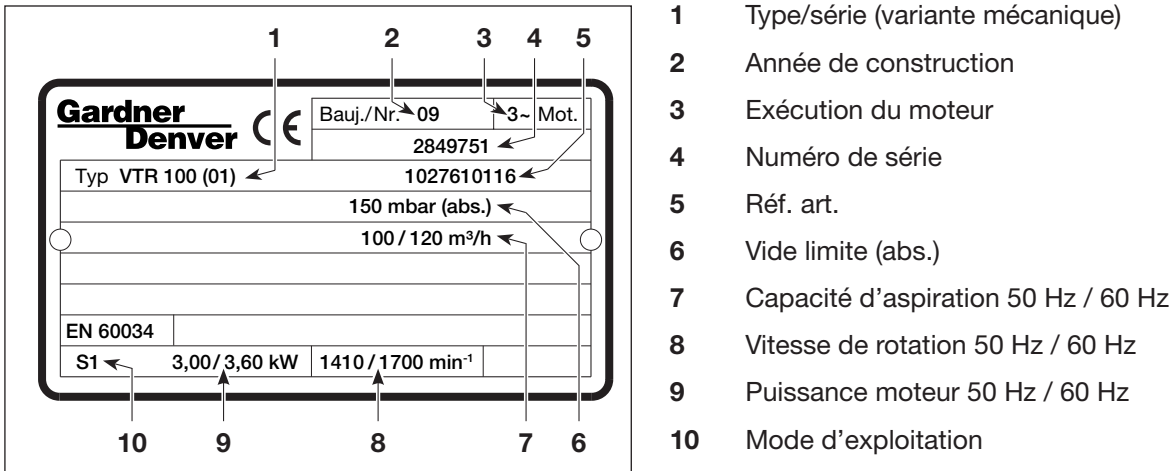 1 2 3 4 5
Gardner
Denver
CE
Bauj./Nr. 09 3~ Mot.
2849751
Typ VTR 100 (01) 1027610116
150 mbar (abs.)
100 / 120 m³/h
EN 60034
S1 3,00 / 3,60 kW 1410 / 1700 min⁻¹
10 9 8 7 6
1 Type/série (variante mécanique)
2 Année de construction
3 Exécution du moteur
4 Numéro de série
5 Réf. art.
6 Vide limite (abs.)
7 Capacité d’aspiration 50 Hz / 60 Hz
8 Vitesse de rotation 50 Hz / 60 Hz
9 Puissance moteur 50 Hz / 60 Hz
10 Mode d’exploitation